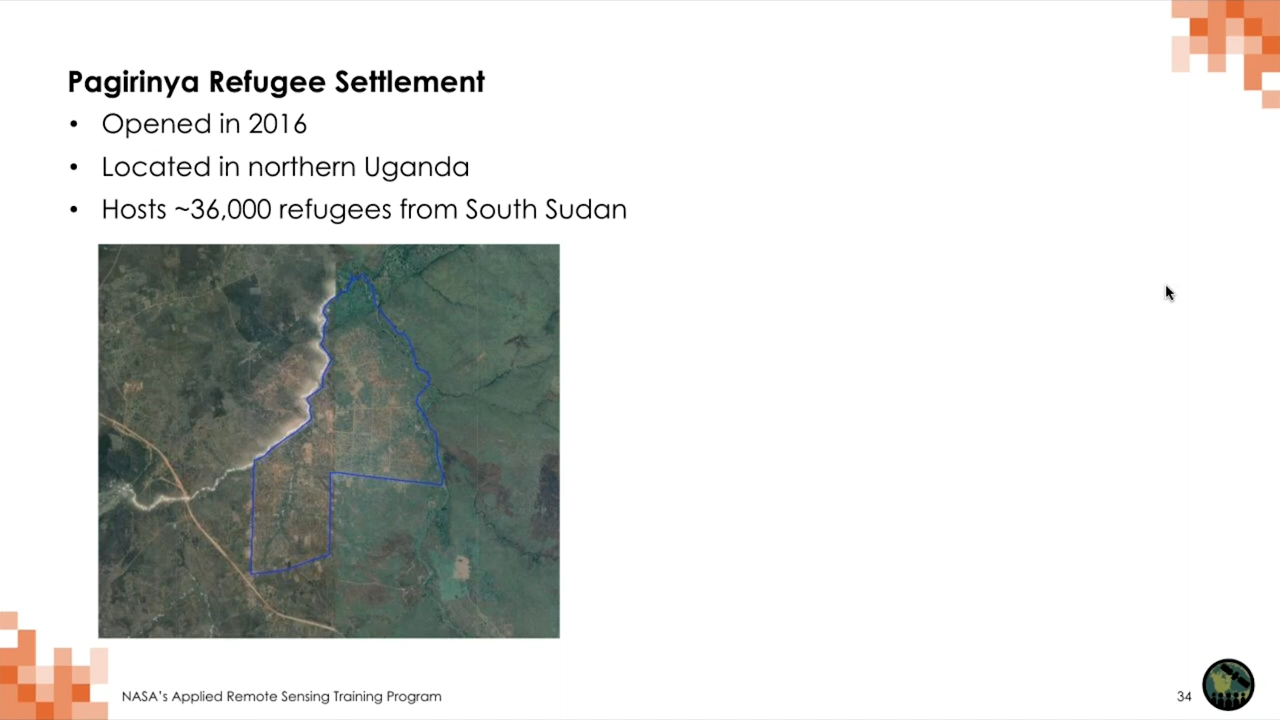 Pagirinya Refugee Settlement
• Opened in 2016
• Located in northern Uganda
• Hosts ~36,000 refugees from South Sudan
NASA's Applied Remote Sensing Training Program
34